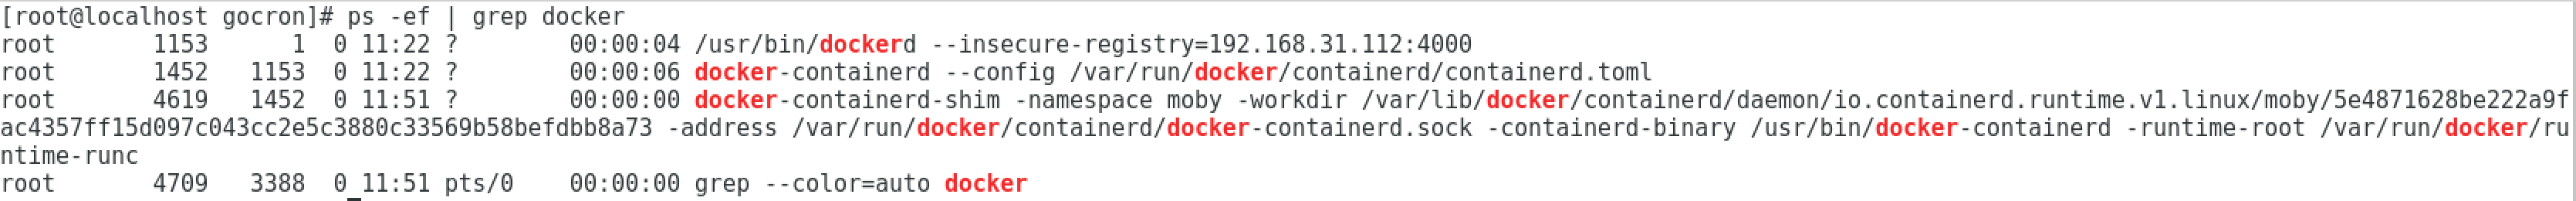 [root@localhost gocron]# ps -ef | grep docker
root       1153      1  0 11:22 ?        00:00:04 /usr/bin/dockerd --insecure-registry=192.168.31.112:4000
root       1452   1153  0 11:22 ?        00:00:06 docker-containerd --config /var/run/docker/containerd/containerd.toml
root       4619   1452  0 11:51 ?        00:00:00 docker-containerd-shim -namespace moby -workdir /var/lib/docker/containerd/daemon/io.containerd.runtime.v1.linux/moby/5e4871628be222a9f
ac4357ff15d097c043cc2e5c3880c33569b58befdbb8a73 -address /var/run/docker/containerd/docker-containerd.sock -containerd-binary /usr/bin/docker-containerd -runtime-root /var/run/docker/ru
ntime-runc
root       4709   3388  0 11:51 pts/0    00:00:00 grep --color=auto docker